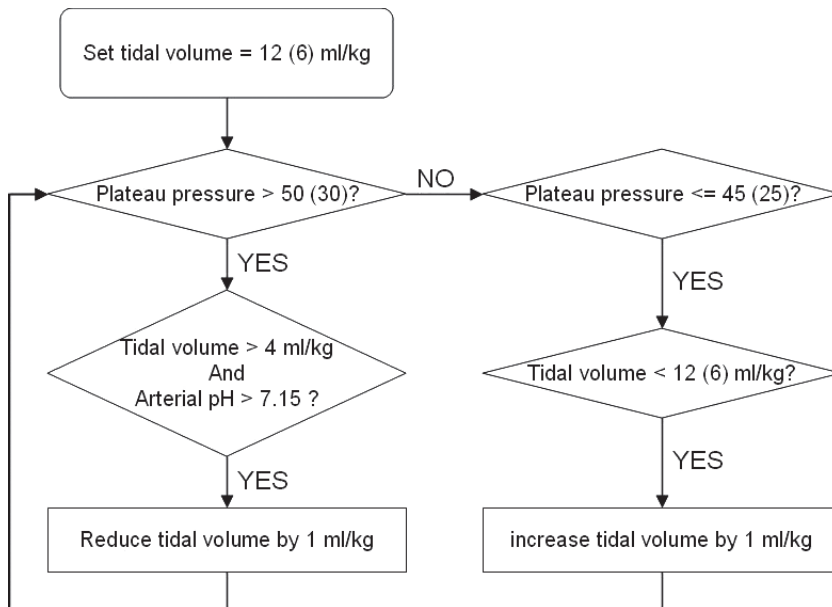 Set tidal volume = 12 (6) ml/kg
Plateau pressure > 50 (30)?
NO
Plateau pressure <= 45 (25)?
YES
YES
Tidal volume > 4 ml/kg
And
Arterial pH > 7.15 ?
Tidal volume < 12 (6) ml/kg?
YES
YES
Reduce tidal volume by 1 ml/kg
increase tidal volume by 1 ml/kg